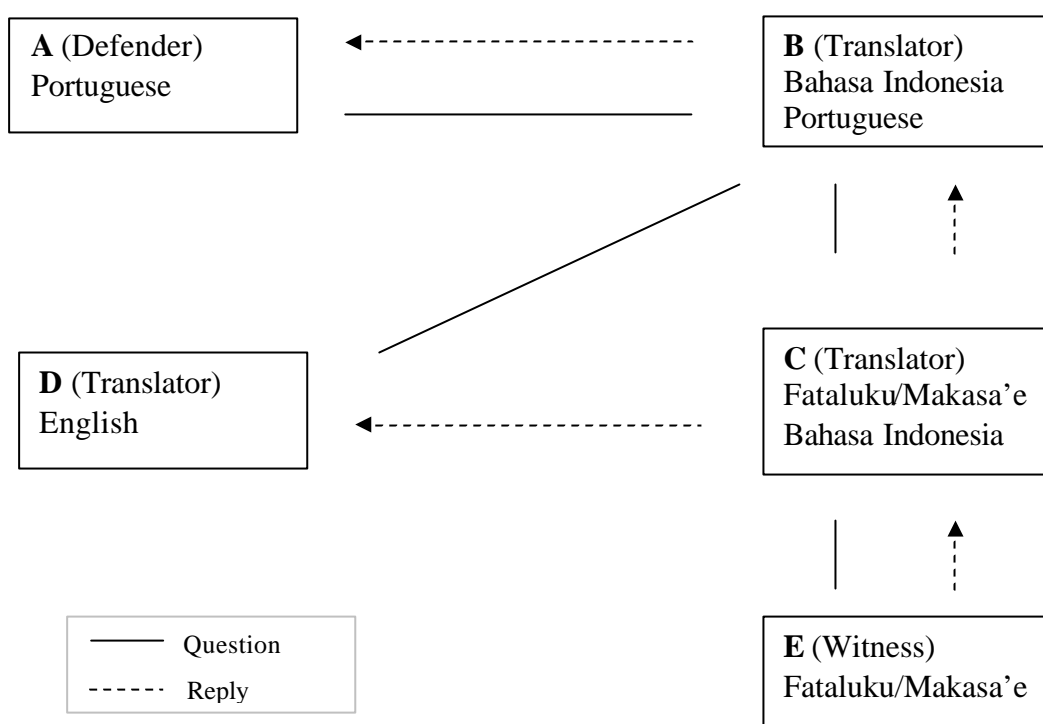 A (Defender)
Portuguese
B (Translator)
Bahasa Indonesia
Portuguese
D (Translator)
English
C (Translator)
Fataluku/Makasa’e
Bahasa Indonesia
Question
Reply
E (Witness)
Fataluku/Makasa’e